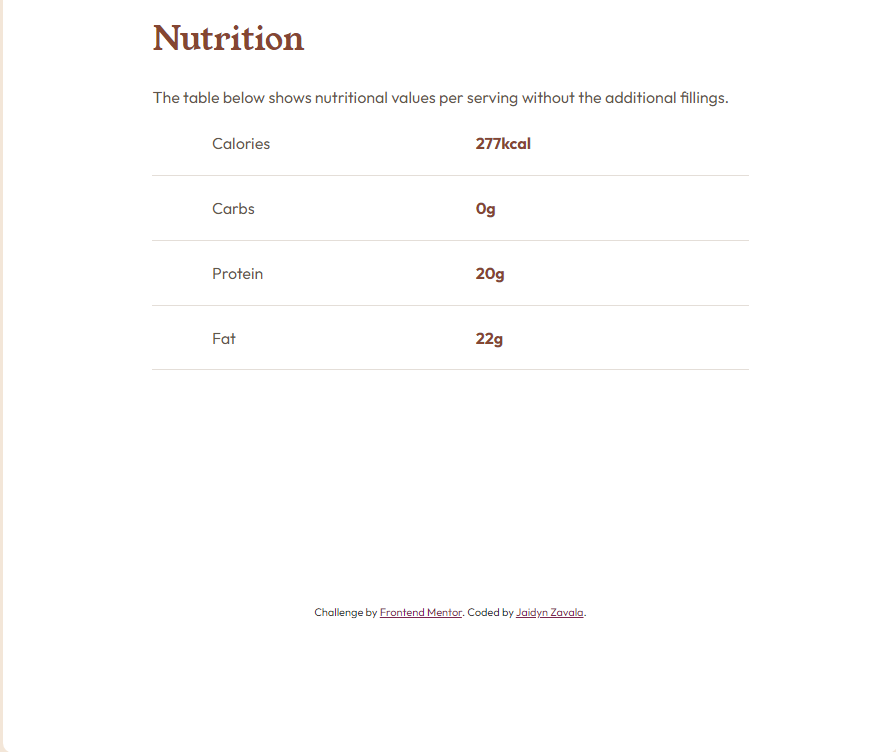 Nutrition
The table below shows nutritional values per serving without the additional fillings.
Calories 277kcal
Carbs 0g
Protein 20g
Fat 22g
Challenge by Frontend Mentor. Coded by Jaidyn Zavala.